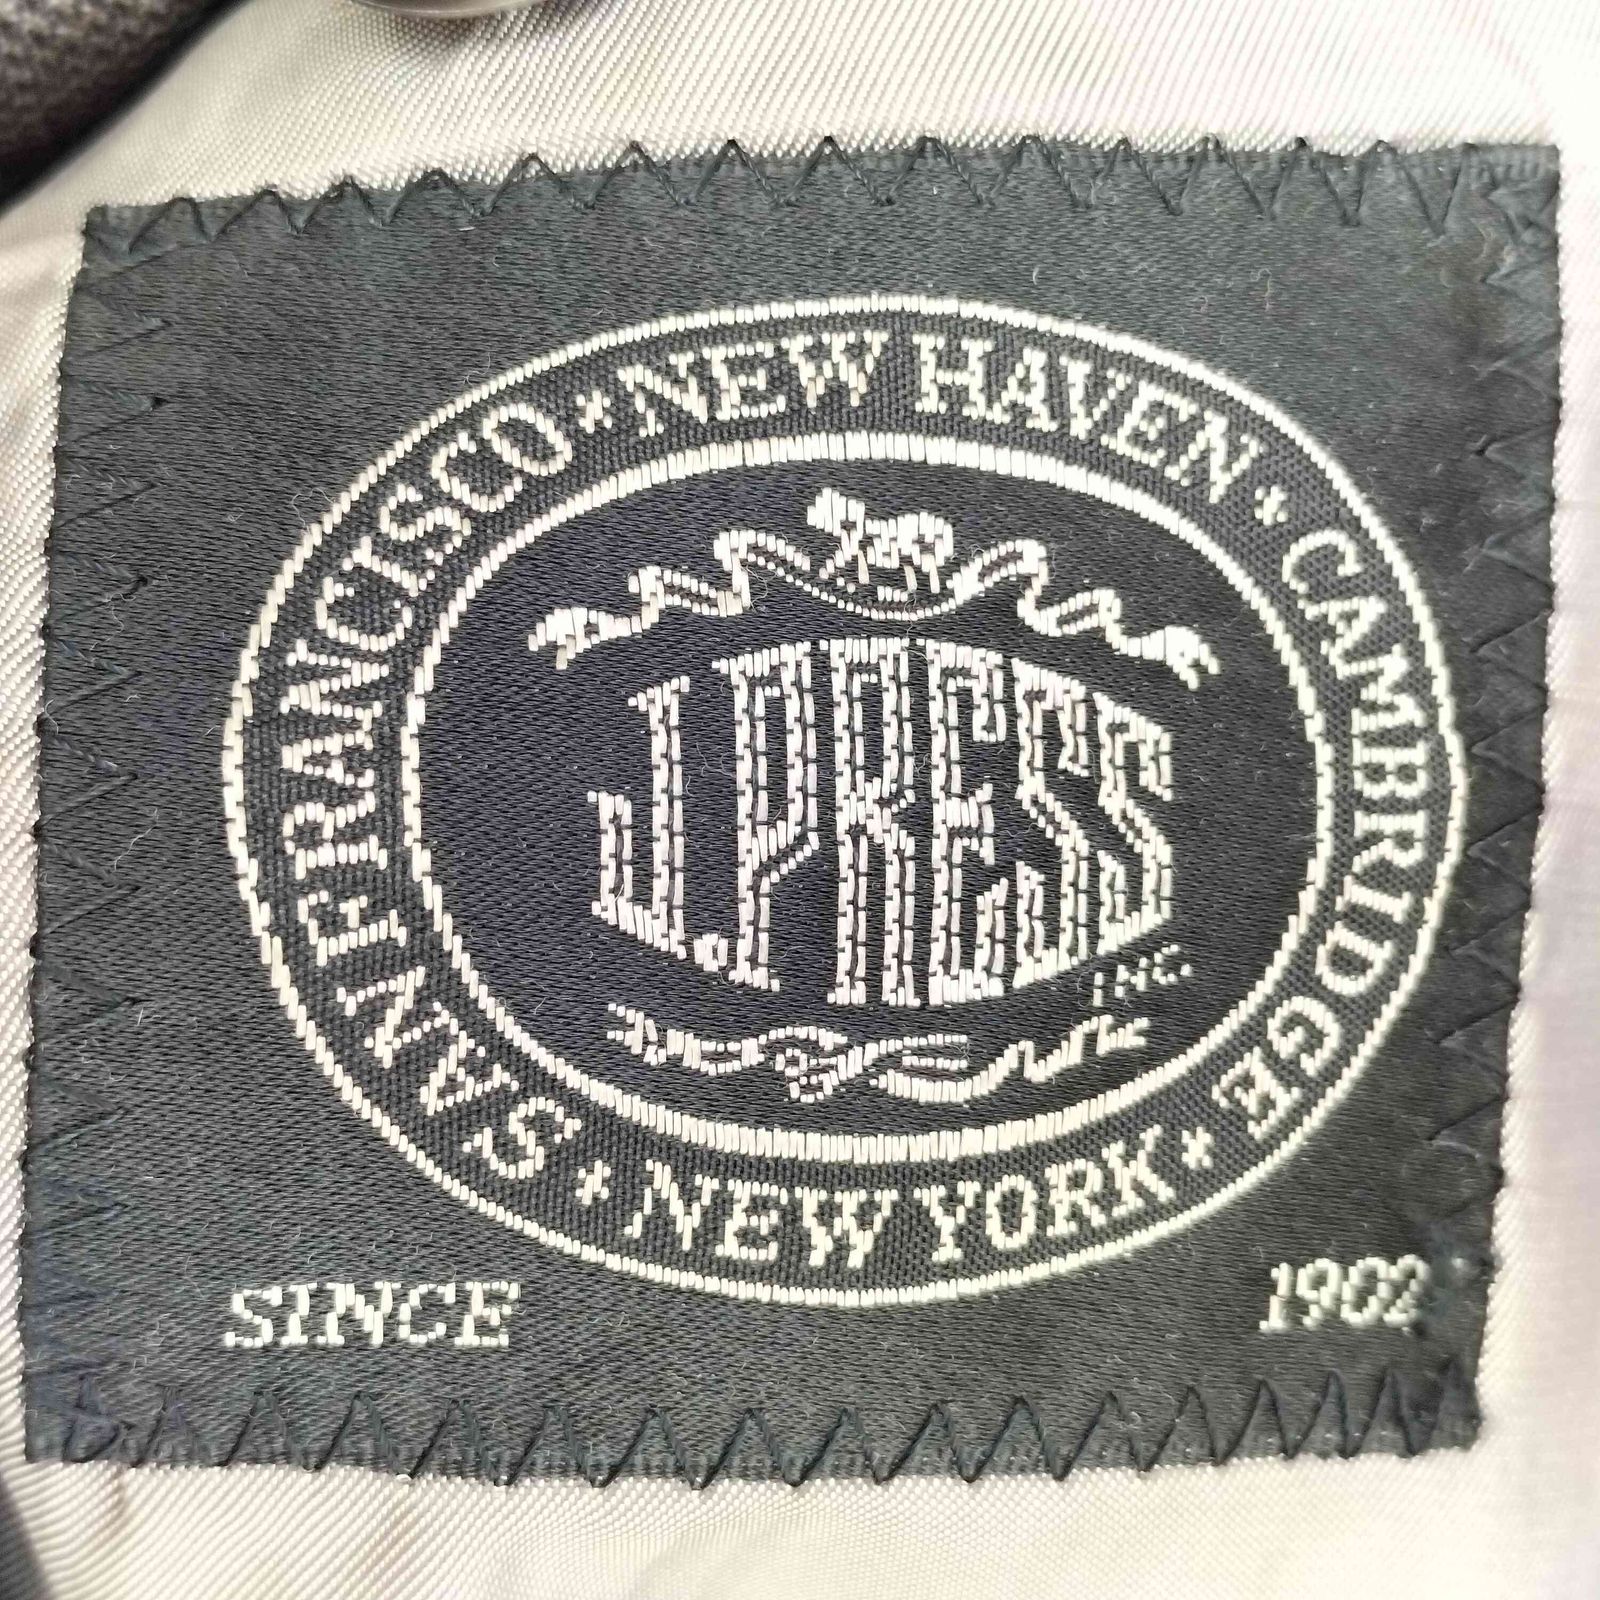 NEW HAVEN * CAMBRIDGE * NEW YORK * SAN FRANCISCO *
J. PRESS
INC.
SINCE 1902